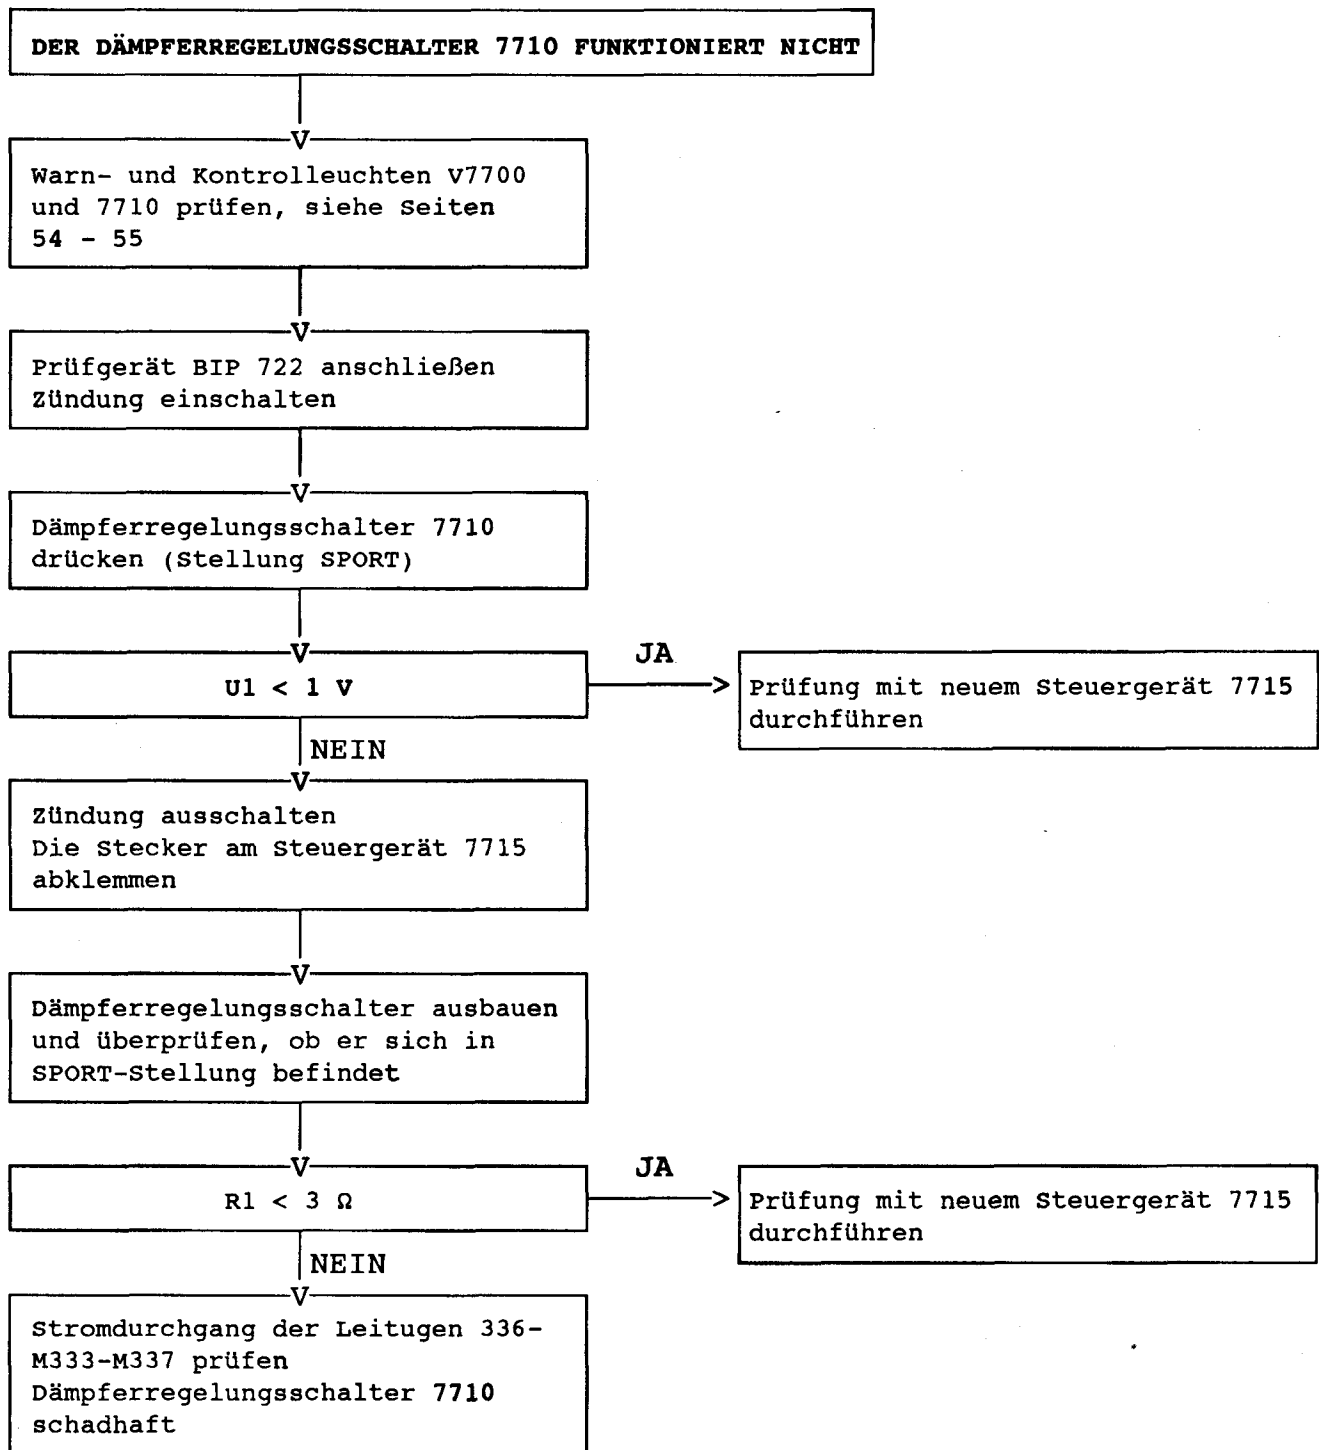 DER DÄMPFERREGELUNGSSCHALTER 7710 FUNKTIONIERT NICHT
Warn- und Kontrolleuchten V7700
und 7710 prüfen, siehe Seiten
54 - 55
Prüfgerät BIP 722 anschließen
Zündung einschalten
Dämpferregelungsschalter 7710
drücken (Stellung SPORT)
U1 < 1 V
JA
Prüfung mit neuem Steuergerät 7715
durchführen
NEIN
Zündung ausschalten
Die Stecker am Steuergerät 7715
abklemmen
Dämpferregelungsschalter ausbauen
und überprüfen, ob er sich in
SPORT-Stellung befindet
R1 < 3 Ω
JA
Prüfung mit neuem Steuergerät 7715
durchführen
NEIN
Stromdurchgang der Leitugen 336-
M333-M337 prüfen
Dämpferregelungsschalter 7710
schadhaft